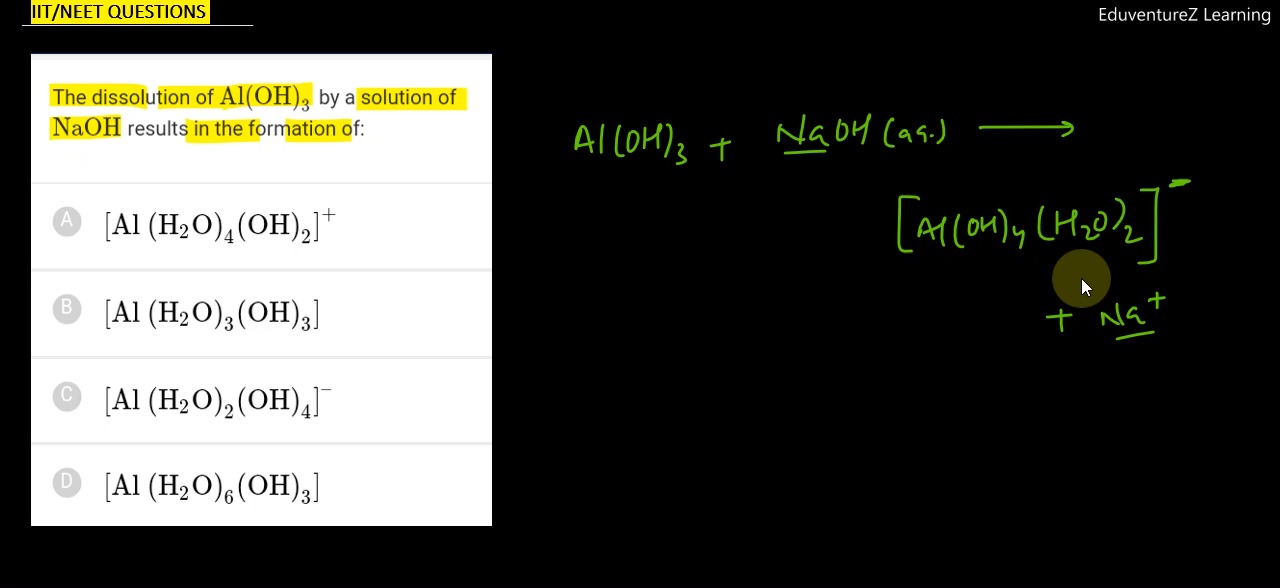 IIT/NEET QUESTIONS
EduventureZ Learning
The dissolution of Al(OH)₃ by a solution of
NaOH results in the formation of:
A [Al (H₂O)₄(OH)₂]⁺
B [Al (H₂O)₃(OH)₃]
C [Al (H₂O)₂(OH)₄]⁻
D [Al (H₂O)₆(OH)₃]
Al(OH)₃ + NaOH (aq.) →
[Al(OH)₄ (H₂O)₂]⁻
+ Na⁺